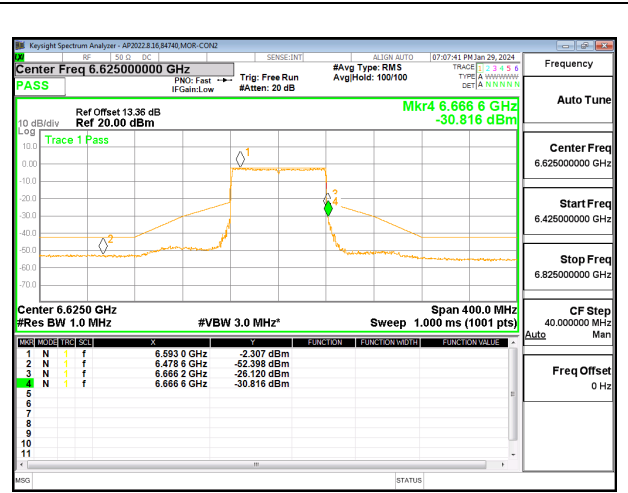 Keysight Spectrum Analyzer - AP2022.8.16,84740,MOR-CON2
RF 50 Ω DC SENSE:INT ALIGN AUTO 07:07:41 PM Jan 29, 2024
Center Freq 6.625000000 GHz
PNO: Fast
IFGain:Low
Trig: Free Run
#Atten: 20 dB
#Avg Type: RMS
Avg|Hold: 100/100
TRACE 1 2 3 4 5 6
TYPE A WWWWW
DET A N N N N N
PASS
Ref Offset 13.36 dB
10 dB/div Ref 20.00 dBm
Mkr4 6.666 6 GHz
-30.816 dBm
Log
Trace 1 Pass
10.0
0.00
-10.0
-20.0
-30.0
-40.0
-50.0
-60.0
-70.0
1
2
3
4
Center 6.6250 GHz Span 400.0 MHz
#Res BW 1.0 MHz #VBW 3.0 MHz* Sweep 1.000 ms (1001 pts)
MKR MODE TRC SCL X Y FUNCTION FUNCTION WIDTH FUNCTION VALUE
1 N 1 f 6.593 0 GHz -2.307 dBm
2 N 1 f 6.478 6 GHz -52.398 dBm
3 N 1 f 6.666 2 GHz -26.120 dBm
4 N 1 f 6.666 6 GHz -30.816 dBm
5
6
7
8
9
10
11
MSG STATUS
Frequency
Auto Tune
Center Freq
6.625000000 GHz
Start Freq
6.425000000 GHz
Stop Freq
6.825000000 GHz
CF Step
40.000000 MHz
Auto Man
Freq Offset
0 Hz